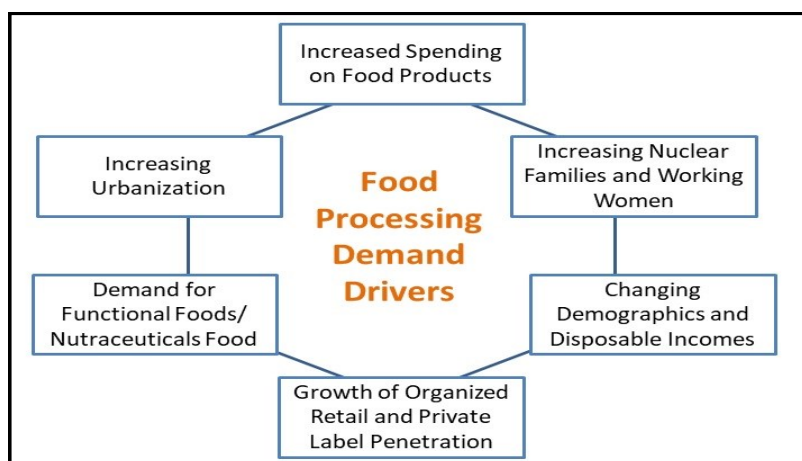 Increased Spending
on Food Products
Increasing
Urbanization
Increasing Nuclear
Families and Working
Women
Food
Processing
Demand
Drivers
Demand for
Functional Foods/
Nutraceuticals Food
Changing
Demographics and
Disposable Incomes
Growth of Organized
Retail and Private
Label Penetration